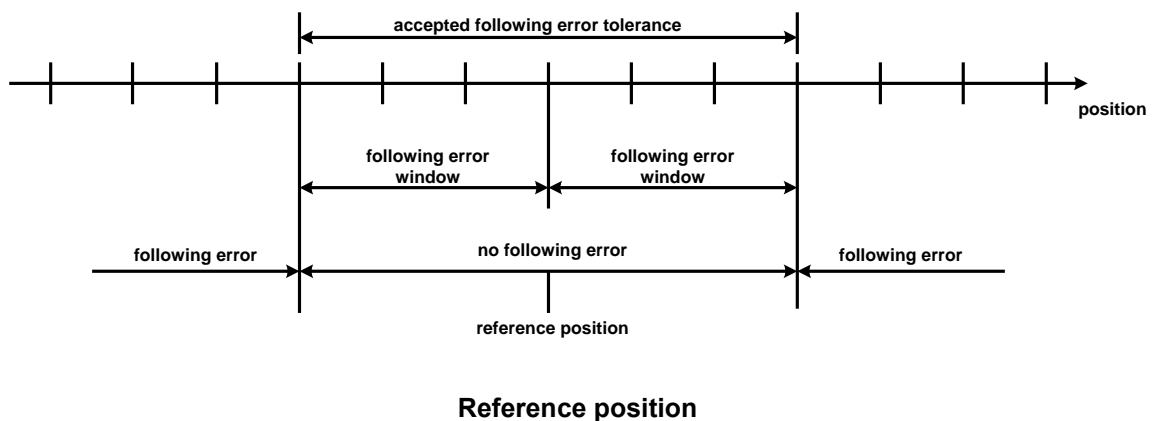 accepted following error tolerance
position
following error
window
following error
window
following error
no following error
following error
reference position
Reference position